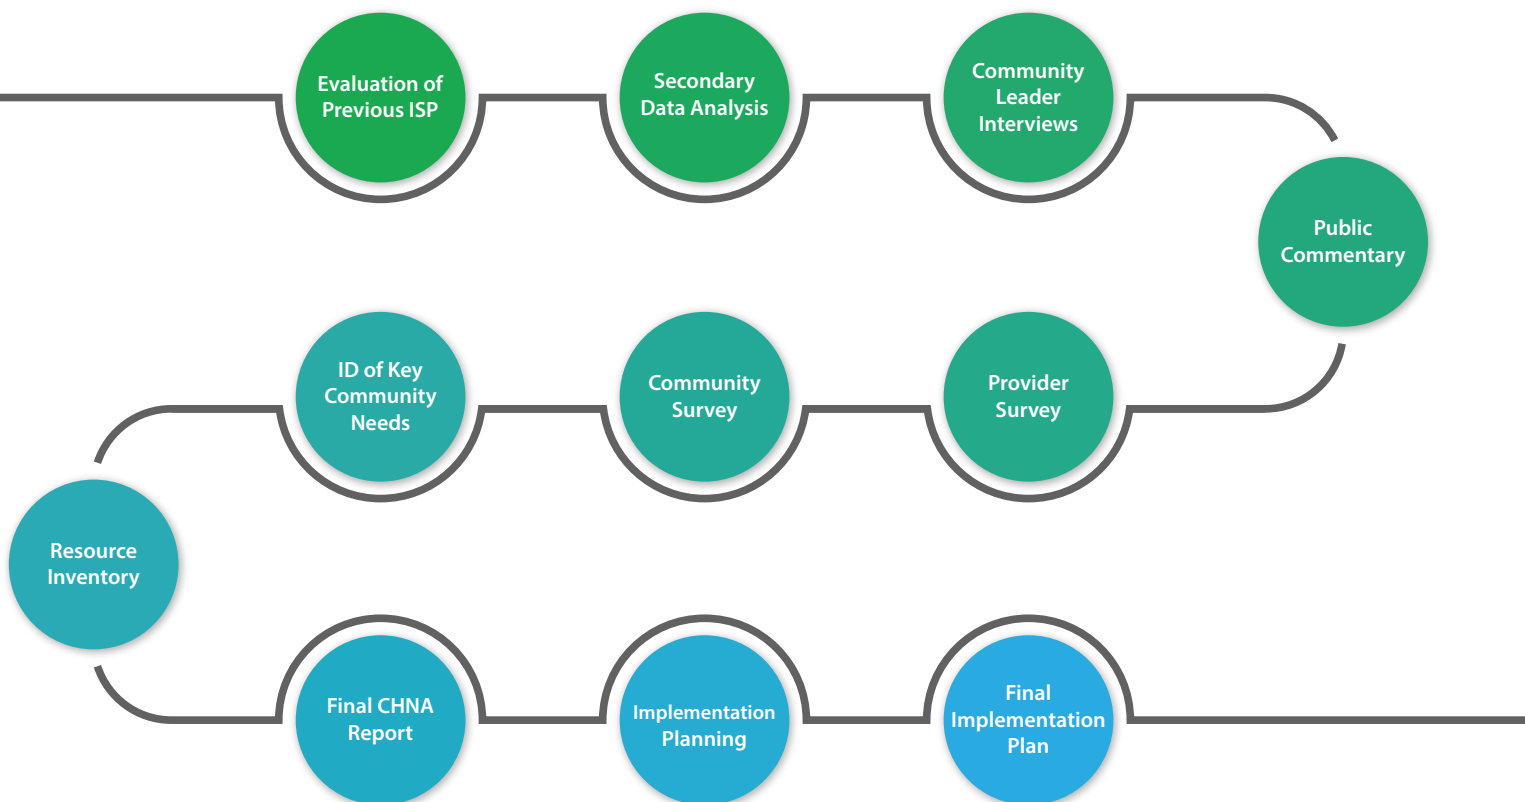 Evaluation of
Previous ISP
Secondary
Data Analysis
Community
Leader
Interviews
Public
Commentary
Provider
Survey
Community
Survey
ID of Key
Community
Needs
Resource
Inventory
Final CHNA
Report
Implementation
Planning
Final
Implementation
Plan